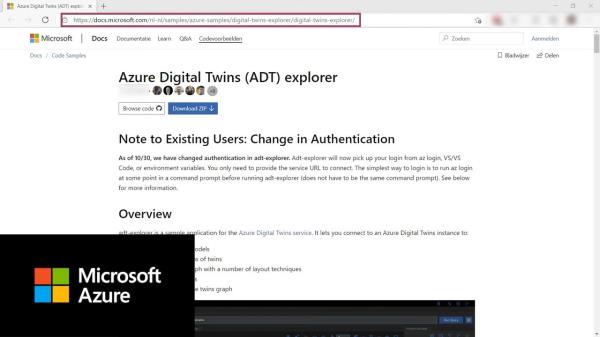 Azure Digital Twins (ADT) explor
https://docs.microsoft.com/nl-nl/samples/azure-samples/digital-twins-explorer/digital-twins-explorer/
Microsoft
Docs Documentatie Learn Q&A Codevoorbeelden
Zoeken
Aanmelden
Docs / Code Samples
Bladwijzer
Delen
Azure Digital Twins (ADT) explorer
Browse code
Download ZIP
Note to Existing Users: Change in Authentication
As of 10/30, we have changed authentication in adt-explorer. Adt-explorer will now pick up your login from az login, VS/VS
Code, or environment variables. You only need to provide the service URL to connect. The simplest way to login is to run az login
at some point in a command prompt before running adt-explorer (does not have to be the same command prompt). See below
for more information.
Overview
adt-explorer is a sample application for the Azure Digital Twins service. It lets you connect to an Azure Digital Twins instance to:
odels
s of twins
ph with a number of layout techniques
s
e twins graph
Run Query
Microsoft
Azure